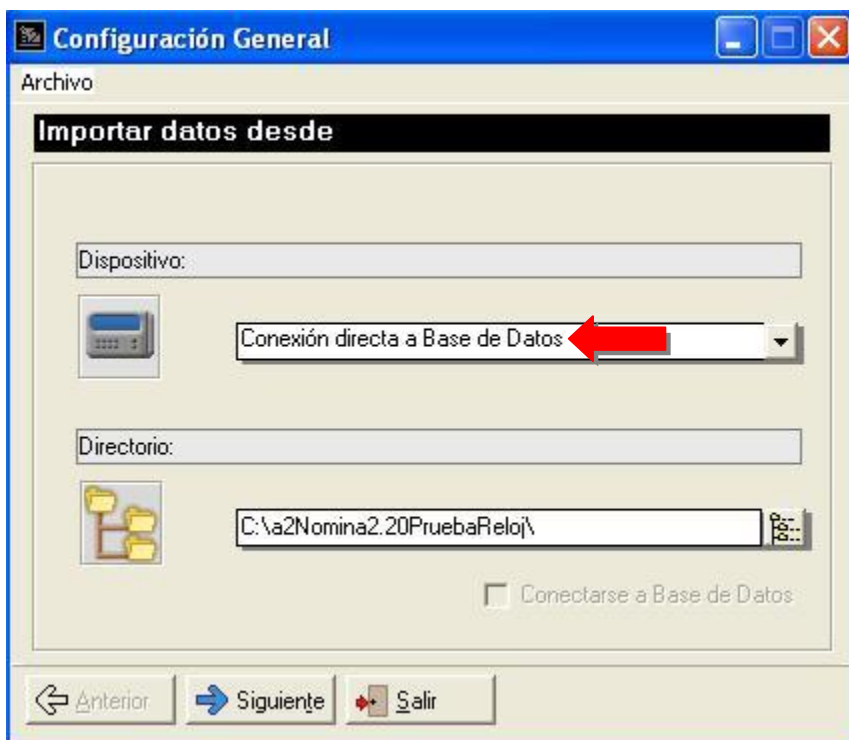 Configuración General
Archivo
Importar datos desde
Dispositivo:
Conexión directa a Base de Datos
Directorio:
C:\a2Nomina2.20PruebaReloj\
Conectarse a Base de Datos
Anterior Siguiente Salir